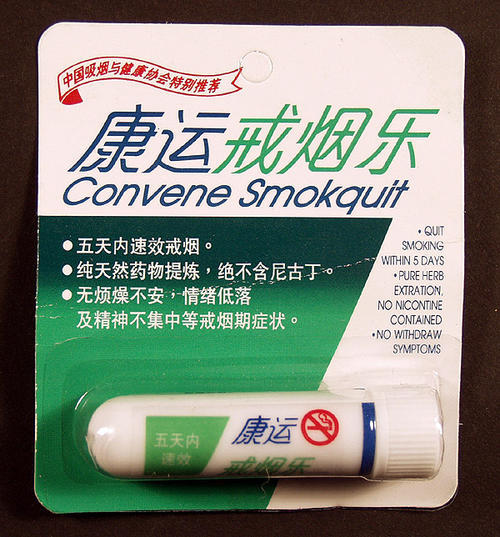 中国吸烟与健康协会特别推荐
康运戒烟乐
Convene Smokquit
●五天内速效戒烟。
●纯天然药物提炼，绝不含尼古丁。
●无烦燥不安，情绪低落
及精神不集中等戒烟期症状。
• QUIT
SMOKING
WITHIN 5 DAYS
• PURE HERB
EXTRATION,
NO NICONTINE
CONTAINED
• NO WITHDRAW
SYMPTOMS
五天内
速效
康运
戒烟乐